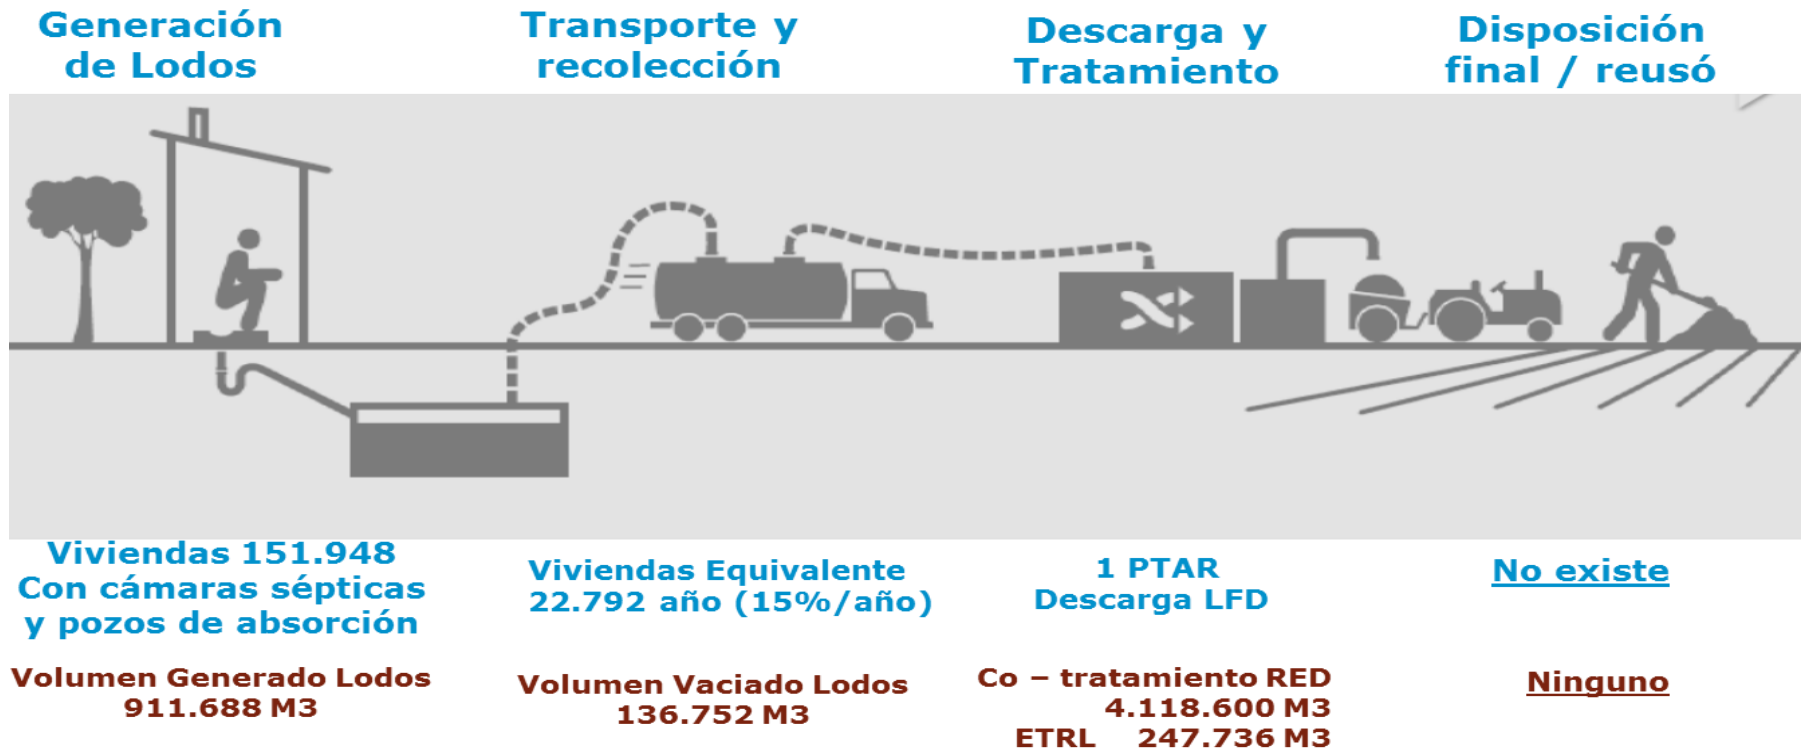 Generación
de Lodos
Transporte y
recolección
Descarga y
Tratamiento
Disposición
final / reusó
Viviendas 151.948
Con cámaras sépticas
y pozos de absorción
Volumen Generado Lodos
911.688 M3
Viviendas Equivalente
22.792 año (15%/año)
Volumen Vaciado Lodos
136.752 M3
1 PTAR
Descarga LFD
Co – tratamiento RED
4.118.600 M3
ETRL 247.736 M3
No existe
Ninguno